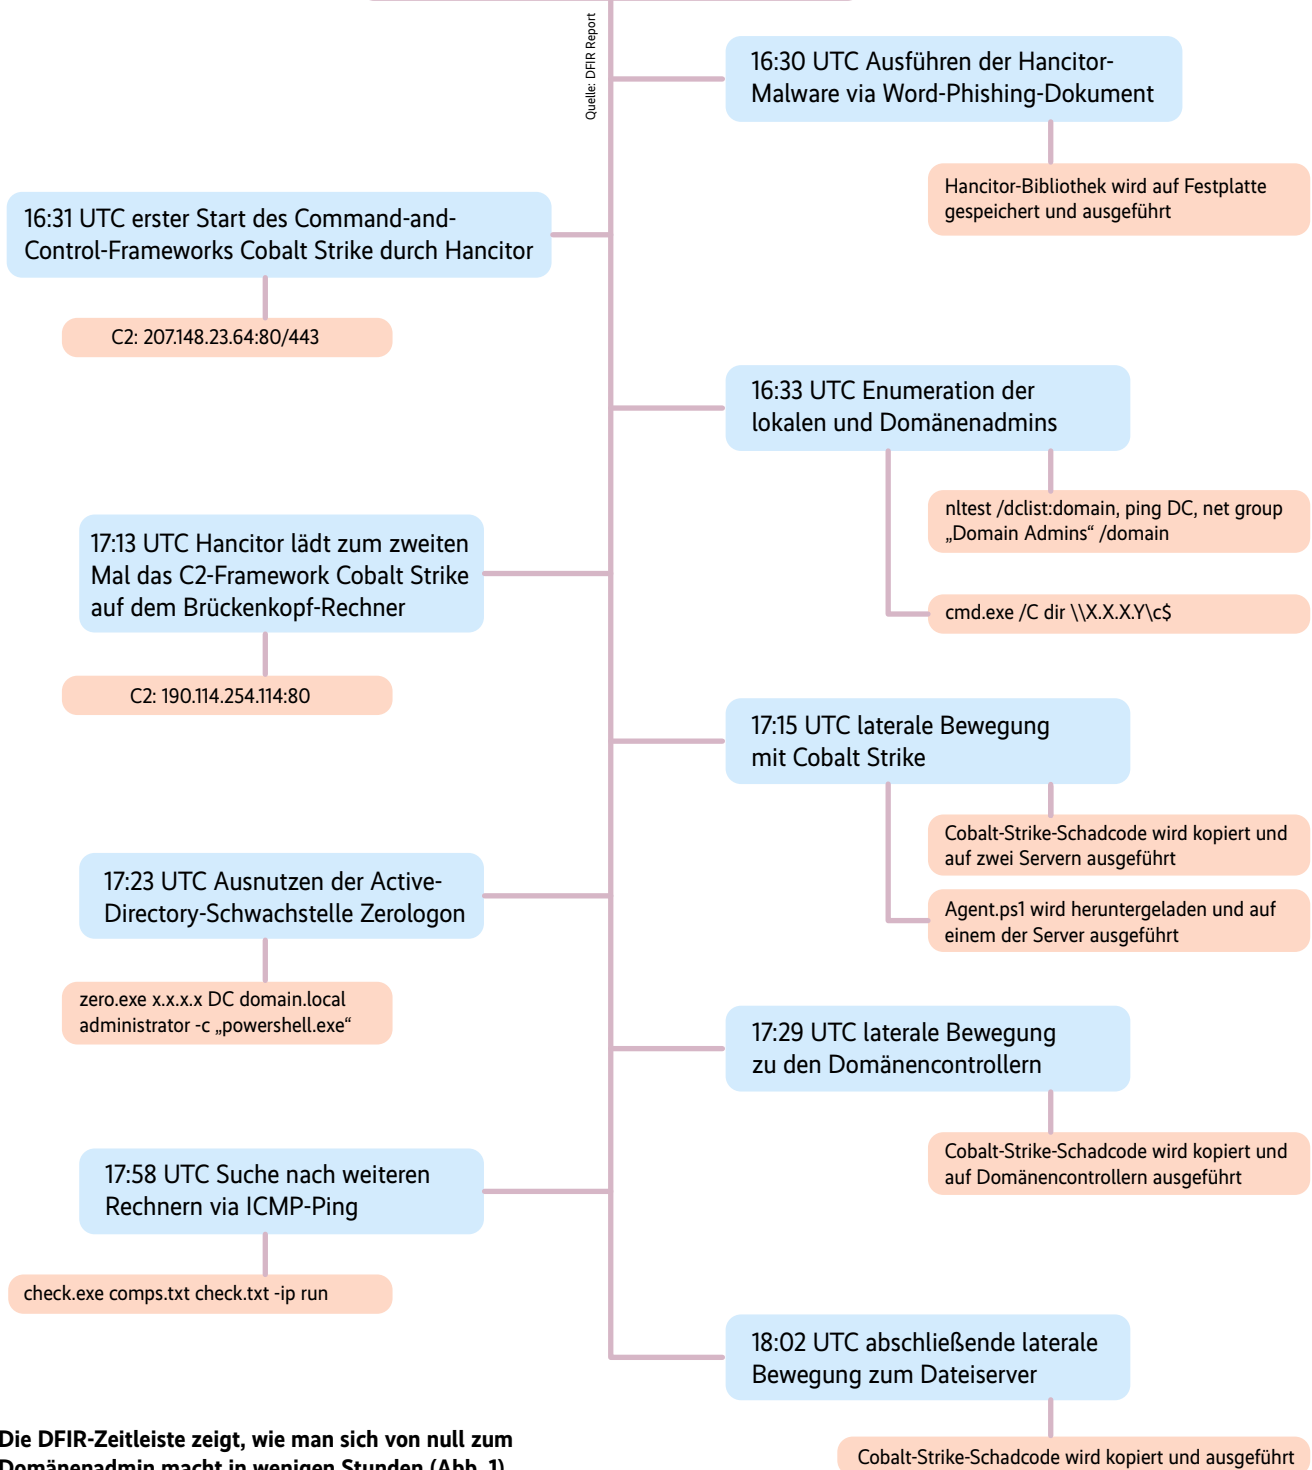 Quelle: DFIR Report
16:30 UTC Ausführen der Hancitor-
Malware via Word-Phishing-Dokument
Hancitor-Bibliothek wird auf Festplatte
gespeichert und ausgeführt
16:31 UTC erster Start des Command-and-
Control-Frameworks Cobalt Strike durch Hancitor
C2: 207.148.23.64:80/443
16:33 UTC Enumeration der
lokalen und Domänenadmins
nltest /dclist:domain, ping DC, net group
„Domain Admins“ /domain
cmd.exe /C dir \\X.X.X.Y\c$
17:13 UTC Hancitor lädt zum zweiten
Mal das C2-Framework Cobalt Strike
auf dem Brückenkopf-Rechner
C2: 190.114.254.114:80
17:15 UTC laterale Bewegung
mit Cobalt Strike
Cobalt-Strike-Schadcode wird kopiert und
auf zwei Servern ausgeführt
Agent.ps1 wird heruntergeladen und auf
einem der Server ausgeführt
17:23 UTC Ausnutzen der Active-
Directory-Schwachstelle Zerologon
zero.exe x.x.x.x DC domain.local
administrator -c „powershell.exe“
17:29 UTC laterale Bewegung
zu den Domänencontrollern
Cobalt-Strike-Schadcode wird kopiert und
auf Domänencontrollern ausgeführt
17:58 UTC Suche nach weiteren
Rechnern via ICMP-Ping
check.exe comps.txt check.txt -ip run
18:02 UTC abschließende laterale
Bewegung zum Dateiserver
Cobalt-Strike-Schadcode wird kopiert und ausgeführt
Die DFIR-Zeitleiste zeigt, wie man sich von null zum
Domänenadmin macht in wenigen Stunden (Abb. 1)